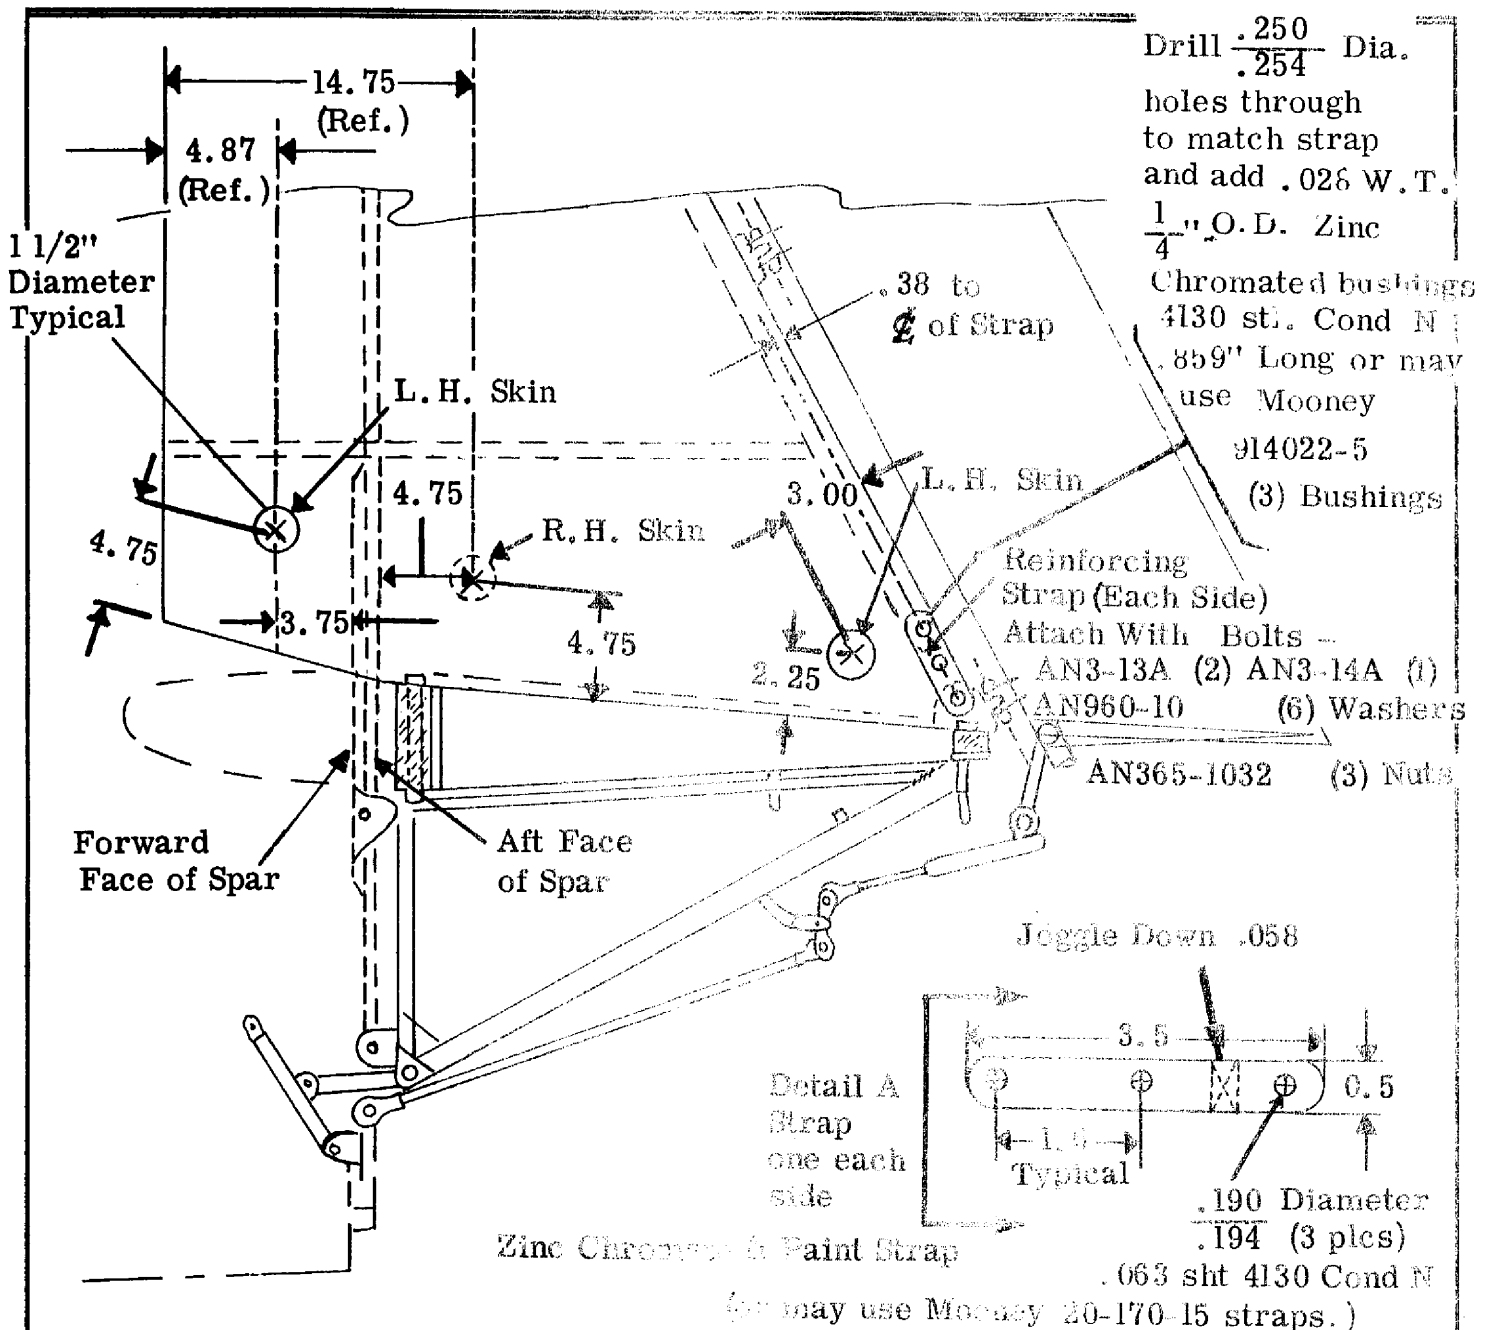 14.75
(Ref.)
4.87
(Ref.)
1 1/2"
Diameter
Typical
L.H. Skin
4.75
4.75
3.75
R.H. Skin
4.75
.38 to
℄ of Strap
3.00
L.H. Skin
2.25
Drill .250
.254 Dia.
holes through
to match strap
and add .028 W.T.
1/4" O.D. Zinc
Chromated bushings
4130 stl. Cond N
.859" Long or may
use Mooney
914022-5
(3) Bushings
Reinforcing
Strap (Each Side)
Attach With Bolts -
AN3-13A (2) AN3-14A (1)
AN960-10 (6) Washers
AN365-1032 (3) Nuts
Forward
Face of Spar
Aft Face
of Spar
Joggle Down .058
3.5
0.5
Detail A
Strap
one each
side
Typical
.190 Diameter
.194 (3 plcs)
Zinc & Paint Strap
.063 sht 4130 Cond N
(or may use Mooney 20-170-15 straps.)